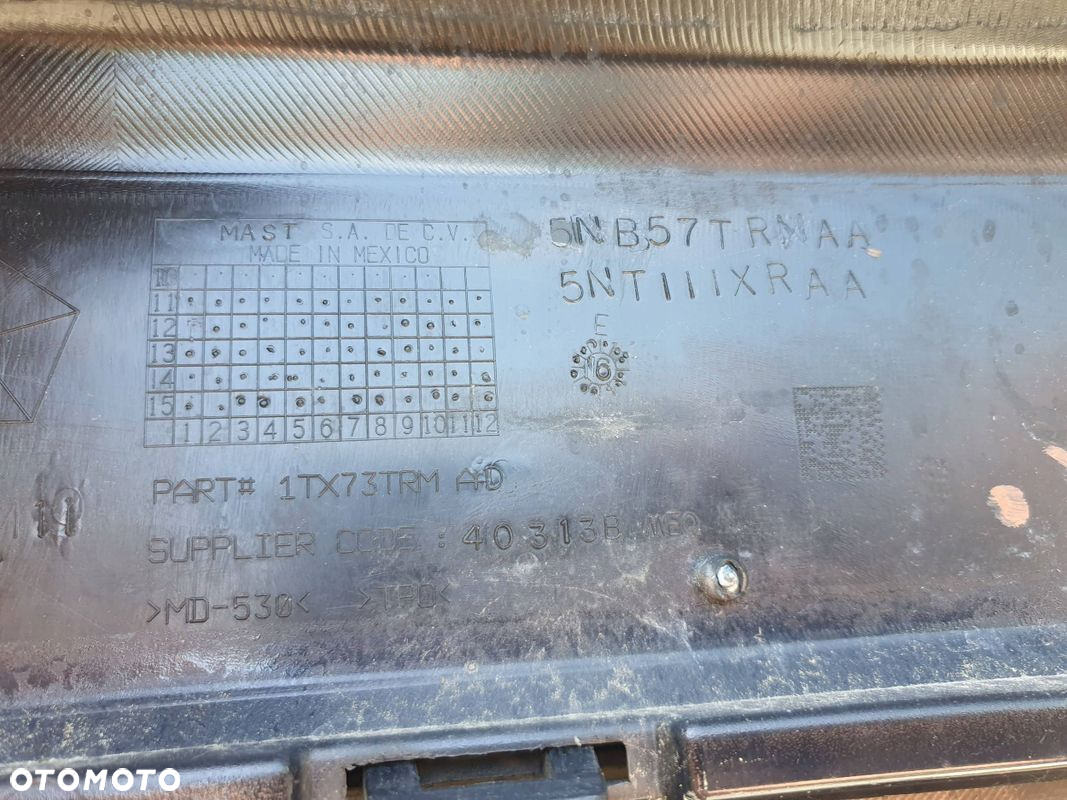 MAST S.A. DE C.V.
MADE IN MEXICO
10
11
12
13
14
15
1 2 3 4 5 6 7 8 9 10 11 12
5NB57TRMAA
5NT111XRAA
E
16
PART# 1TX73TRM AD
SUPPLIER CODE : 40313B
>MD-530< >TPO<
OTOMOTO